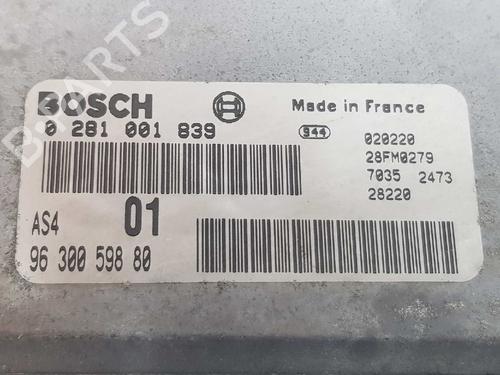 BOSCH
Made in France
0 281 001 839
944
020220
28FM0279
7035 2473
28220
AS4
01
96 300 598 80
B-PARTS